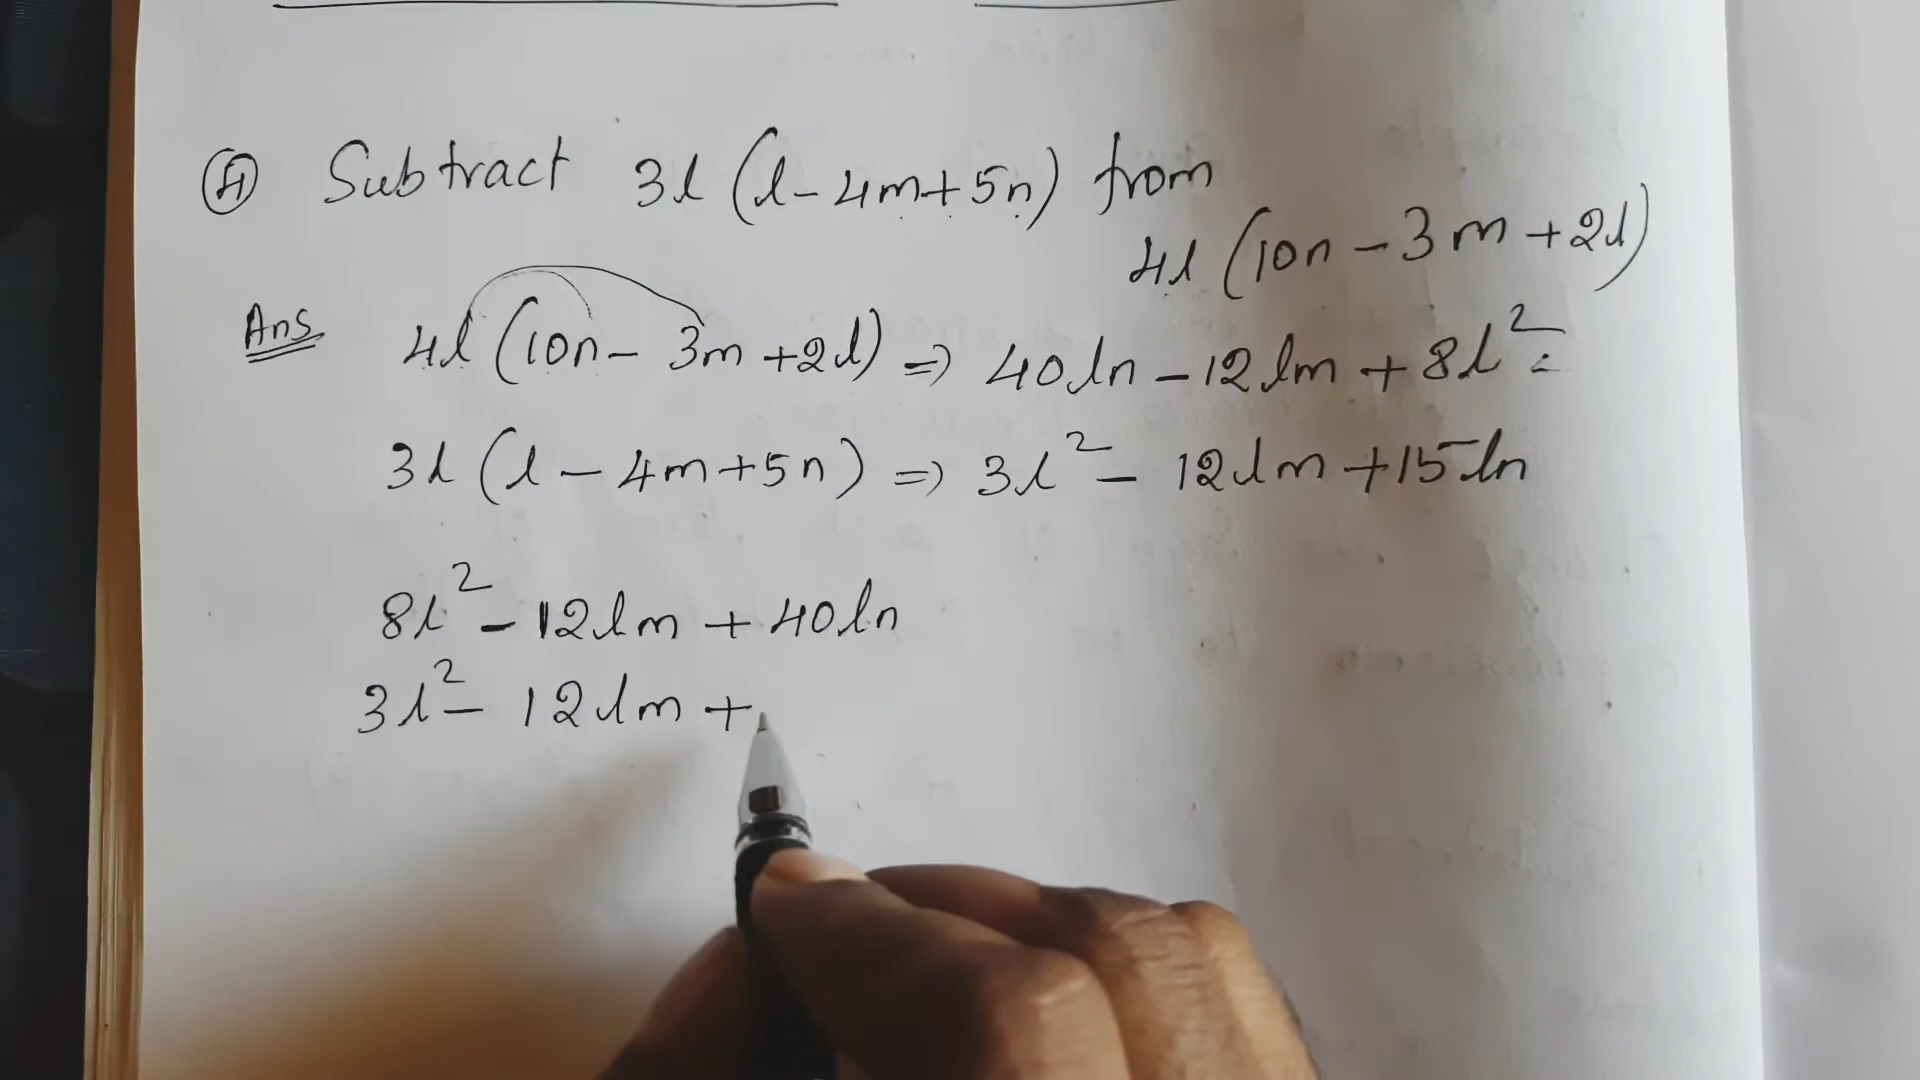 (4) Subtract 3l (l - 4m + 5n) from
4l (10n - 3m + 2l)
Ans 4l (10n - 3m + 2l) => 40ln - 12lm + 8l²
3l (l - 4m + 5n) => 3l² - 12lm + 15ln
8l² - 12lm + 40ln
3l² - 12lm +